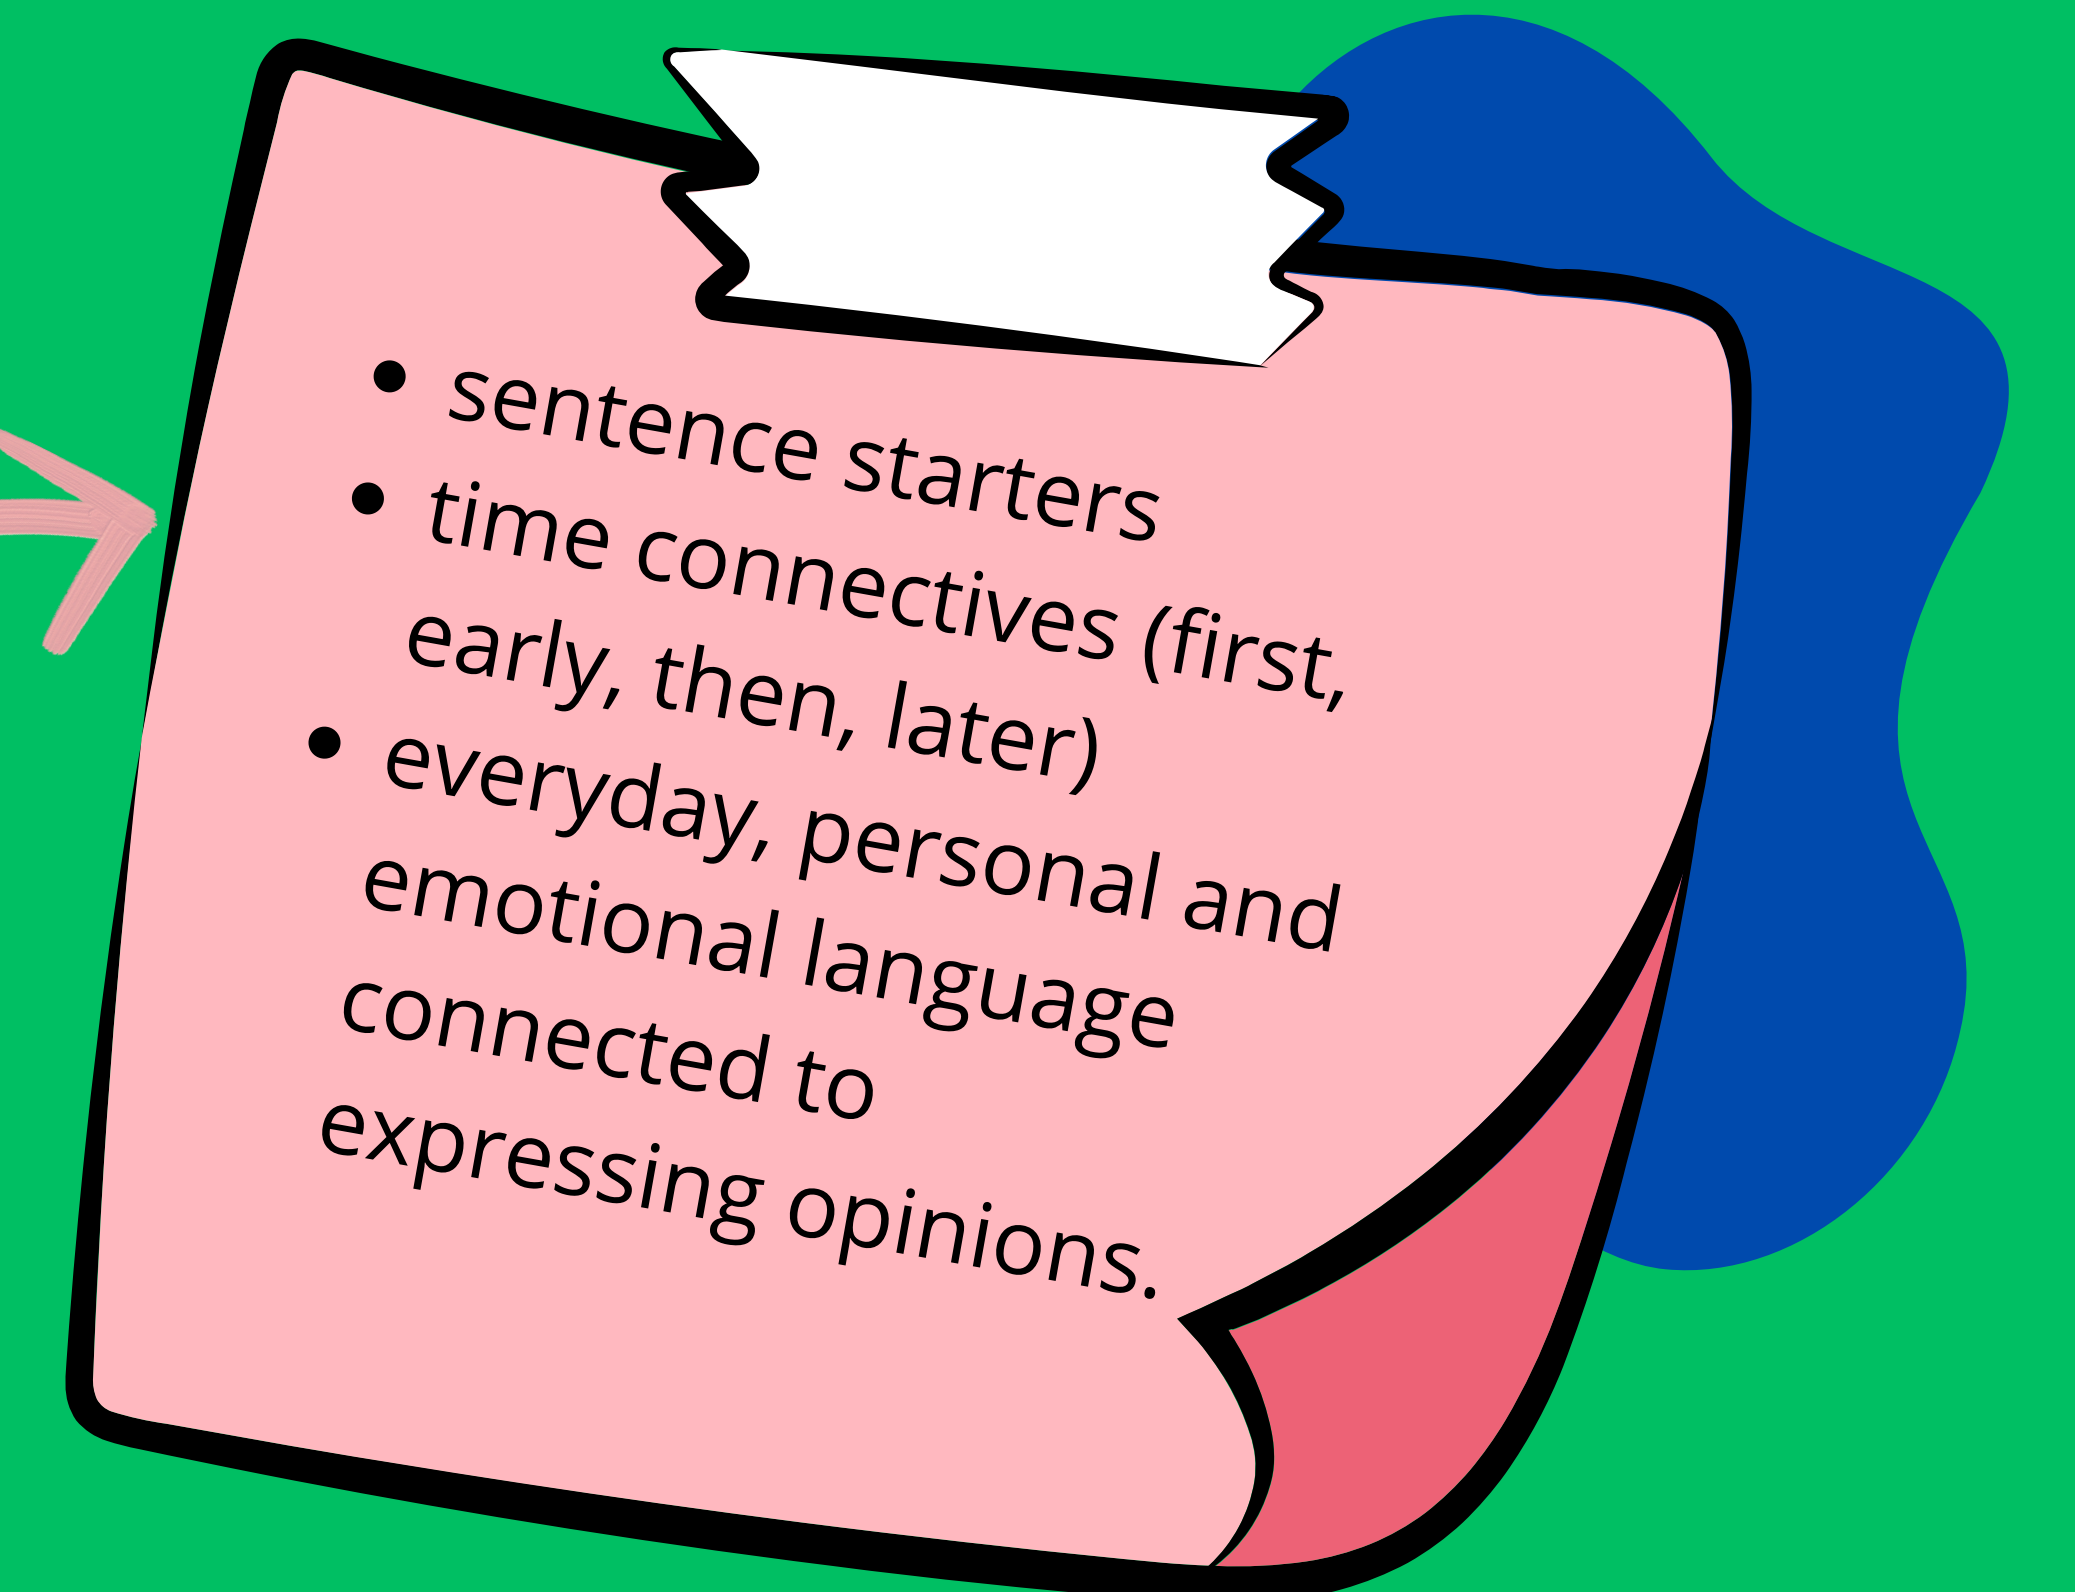 • sentence starters
• time connectives (first,
early, then, later)
• everyday, personal and
emotional language
connected to
expressing opinions.